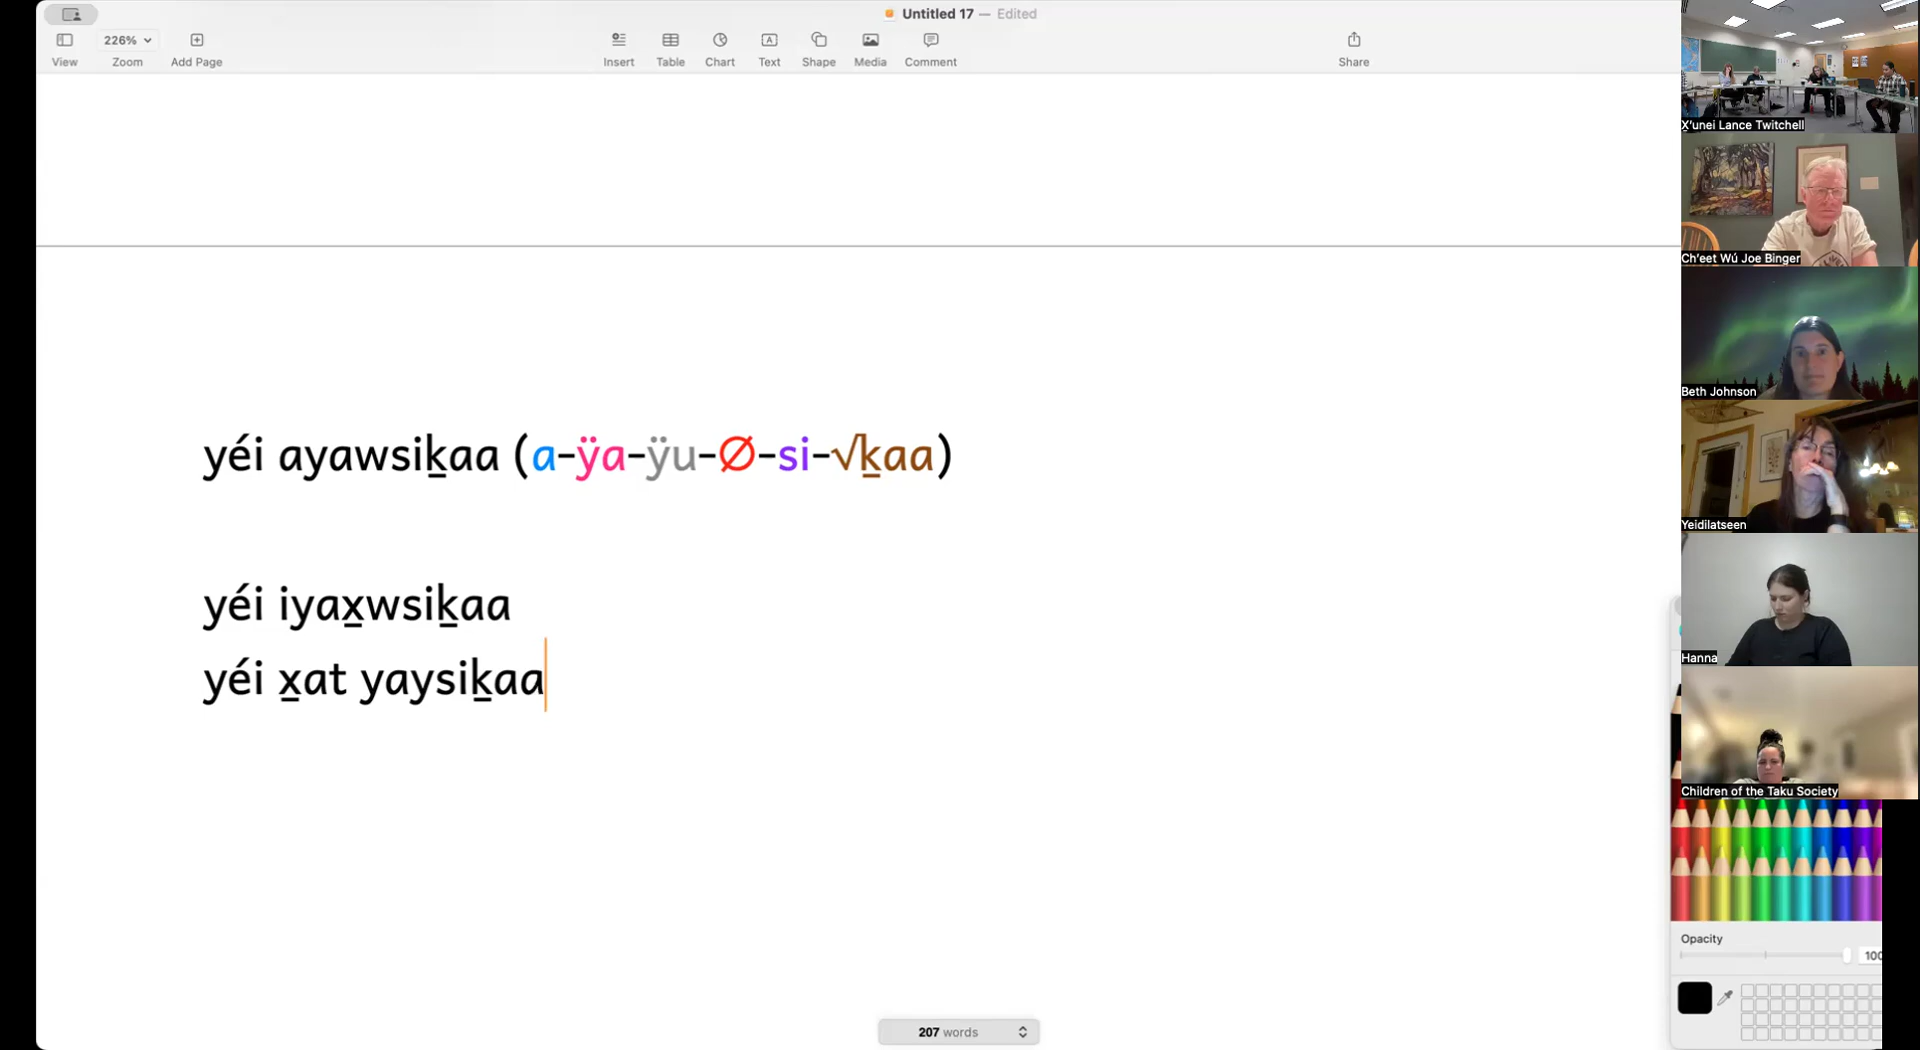 Untitled 17 — Edited
226%
View
Zoom
Add Page
Insert
Table
Chart
Text
Shape
Media
Comment
Share
yéi ayawsiḵaa (a-ÿa-ÿu-Ø-si-√ḵaa)
yéi iyax̱wsiḵaa
yéi x̱at yaysiḵaa
207 words
X̱'unei Lance Twitchell
Ch'eet Wú Joe Binger
Beth Johnson
Yeidilatseen
Hanna
Children of the Taku Society
Opacity
100